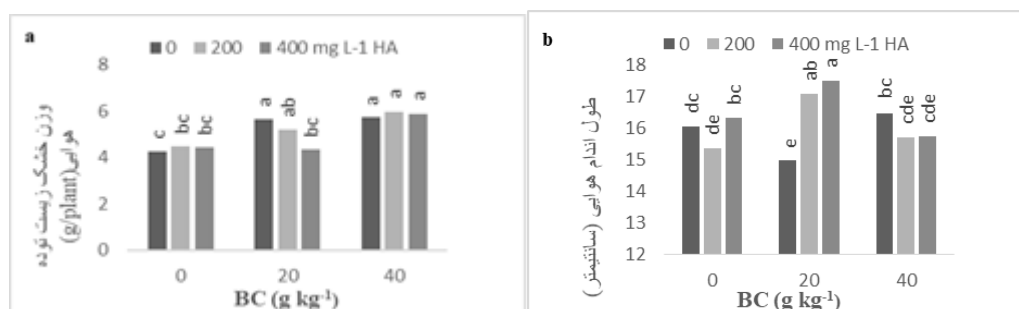 a
0 200 400 mg L-1 HA
8
6
4
2
0
c bc bc a ab bc a a a
0 20 40
BC (g kg-1)
وزن خشک زیست توده
هوایی(g/plant)
b
0 200 400 mg L-1 HA
18
17
16
15
14
13
12
dc de bc e ab a bc cde cde
0 20 40
BC (g kg-1)
طول اندام هوایی (سانتیمتر)